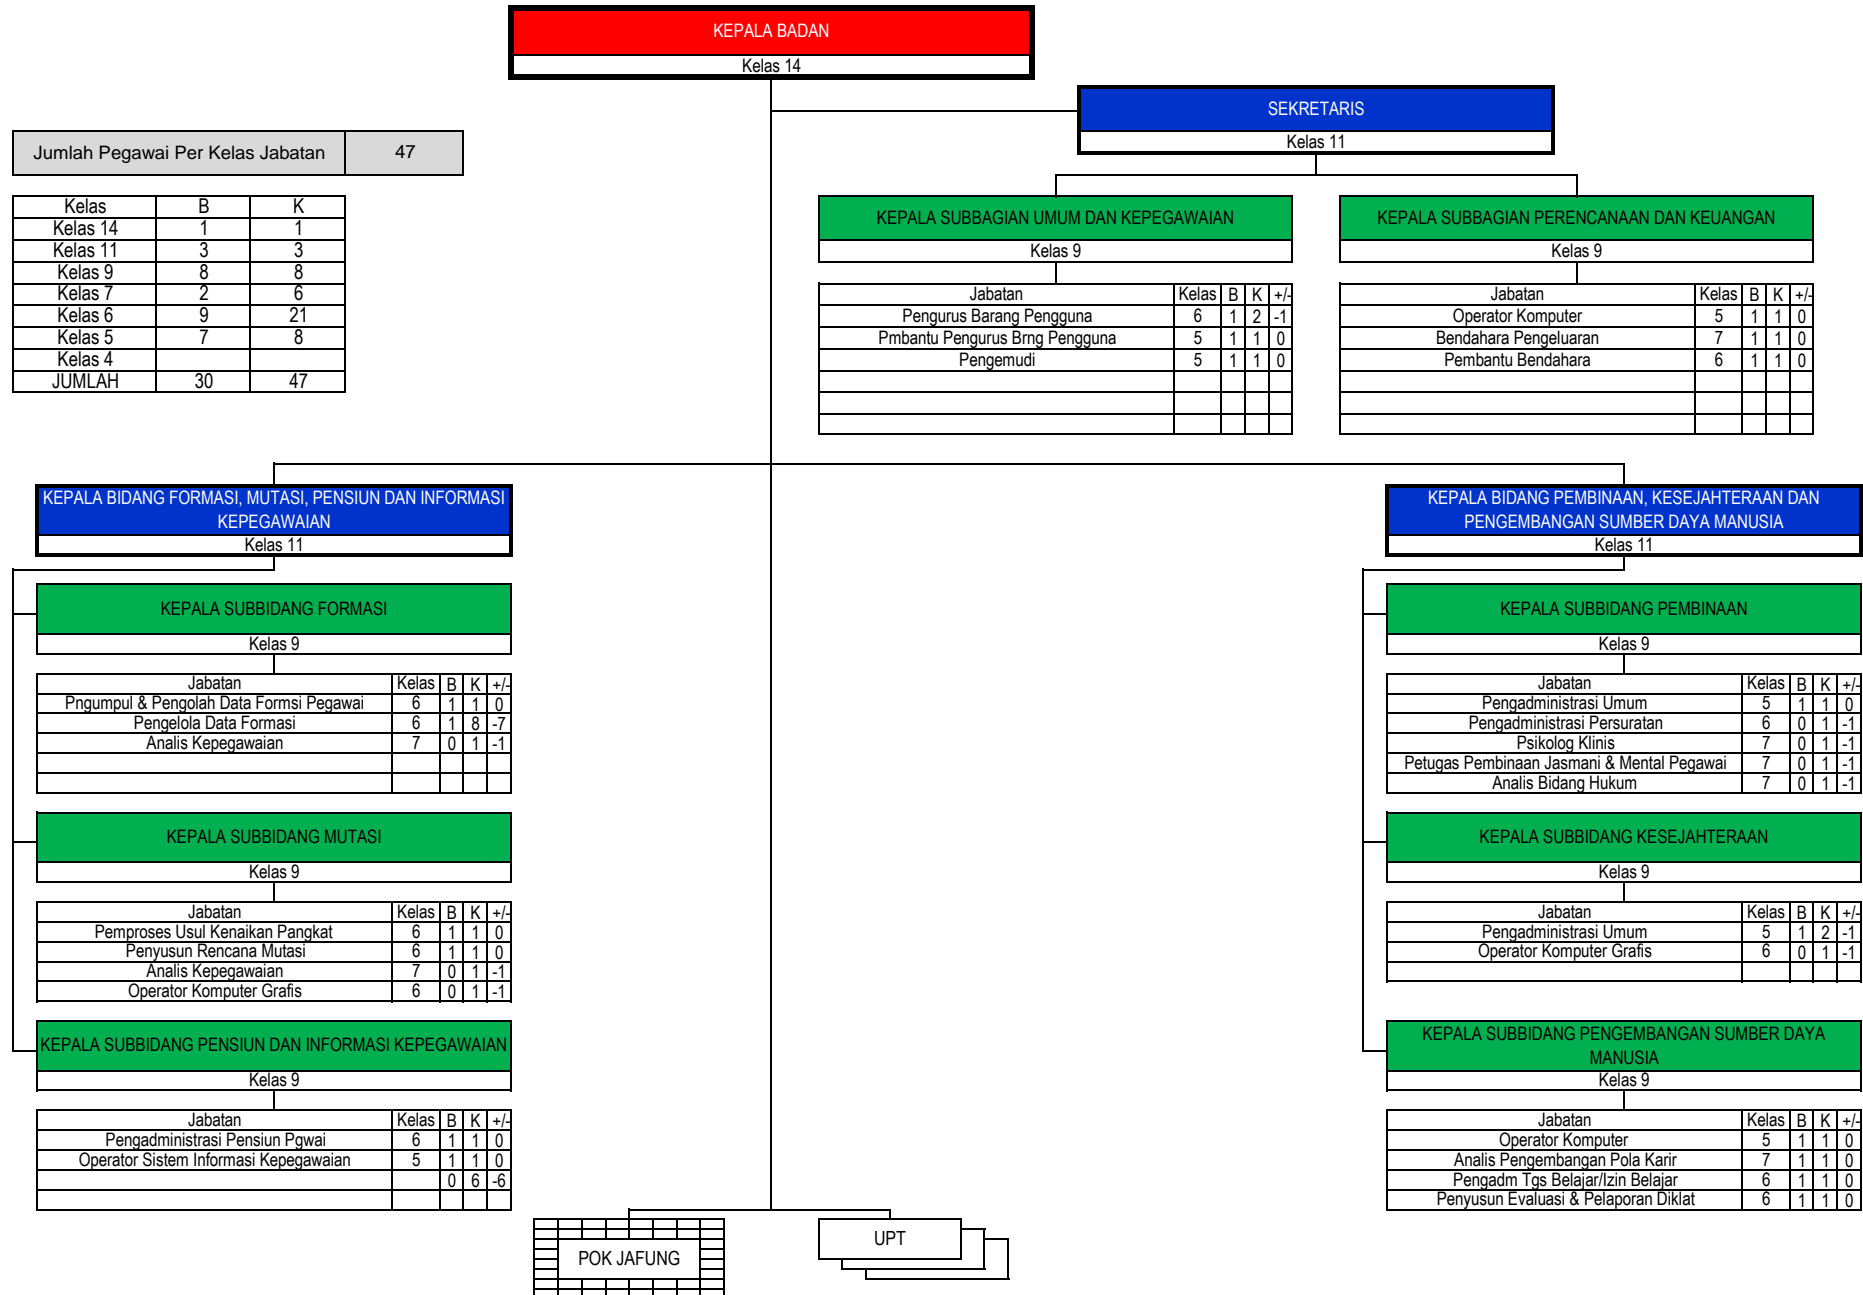 KEPALA BADAN
Kelas 14
SEKRETARIS
Kelas 11
Jumlah Pegawai Per Kelas Jabatan 47
Kelas B K
Kelas 14 1 1
Kelas 11 3 3
Kelas 9 8 8
Kelas 7 2 6
Kelas 6 9 21
Kelas 5 7 8
Kelas 4
JUMLAH 30 47
KEPALA SUBBAGIAN UMUM DAN KEPEGAWAIAN
Kelas 9
Jabatan Kelas B K +/-
Pengurus Barang Pengguna 6 1 2 -1
Pmbantu Pengurus Brng Pengguna 5 1 1 0
Pengemudi 5 1 1 0
KEPALA SUBBAGIAN PERENCANAAN DAN KEUANGAN
Kelas 9
Jabatan Kelas B K +/-
Operator Komputer 5 1 1 0
Bendahara Pengeluaran 7 1 1 0
Pembantu Bendahara 6 1 1 0
KEPALA BIDANG FORMASI, MUTASI, PENSIUN DAN INFORMASI
KEPEGAWAIAN
Kelas 11
KEPALA SUBBIDANG FORMASI
Kelas 9
Jabatan Kelas B K +/-
Pngumpul & Pengolah Data Formsi Pegawai 6 1 1 0
Pengelola Data Formasi 6 1 8 -7
Analis Kepegawaian 7 0 1 -1
KEPALA SUBBIDANG MUTASI
Kelas 9
Jabatan Kelas B K +/-
Pemproses Usul Kenaikan Pangkat 6 1 1 0
Penyusun Rencana Mutasi 6 1 1 0
Analis Kepegawaian 7 0 1 -1
Operator Komputer Grafis 6 0 1 -1
KEPALA SUBBIDANG PENSIUN DAN INFORMASI KEPEGAWAIAN
Kelas 9
Jabatan Kelas B K +/-
Pengadministrasi Pensiun Pgwai 6 1 1 0
Operator Sistem Informasi Kepegawaian 5 1 1 0
0 6 -6
KEPALA BIDANG PEMBINAAN, KESEJAHTERAAN DAN
PENGEMBANGAN SUMBER DAYA MANUSIA
Kelas 11
KEPALA SUBBIDANG PEMBINAAN
Kelas 9
Jabatan Kelas B K +/-
Pengadministrasi Umum 5 1 1 0
Pengadministrasi Persuratan 6 0 1 -1
Psikolog Klinis 7 0 1 -1
Petugas Pembinaan Jasmani & Mental Pegawai 7 0 1 -1
Analis Bidang Hukum 7 0 1 -1
KEPALA SUBBIDANG KESEJAHTERAAN
Kelas 9
Jabatan Kelas B K +/-
Pengadministrasi Umum 5 1 2 -1
Operator Komputer Grafis 6 0 1 -1
KEPALA SUBBIDANG PENGEMBANGAN SUMBER DAYA
MANUSIA
Kelas 9
Jabatan Kelas B K +/-
Operator Komputer 5 1 1 0
Analis Pengembangan Pola Karir 7 1 1 0
Pengadm Tgs Belajar/Izin Belajar 6 1 1 0
Penyusun Evaluasi & Pelaporan Diklat 6 1 1 0
POK JAFUNG
UPT